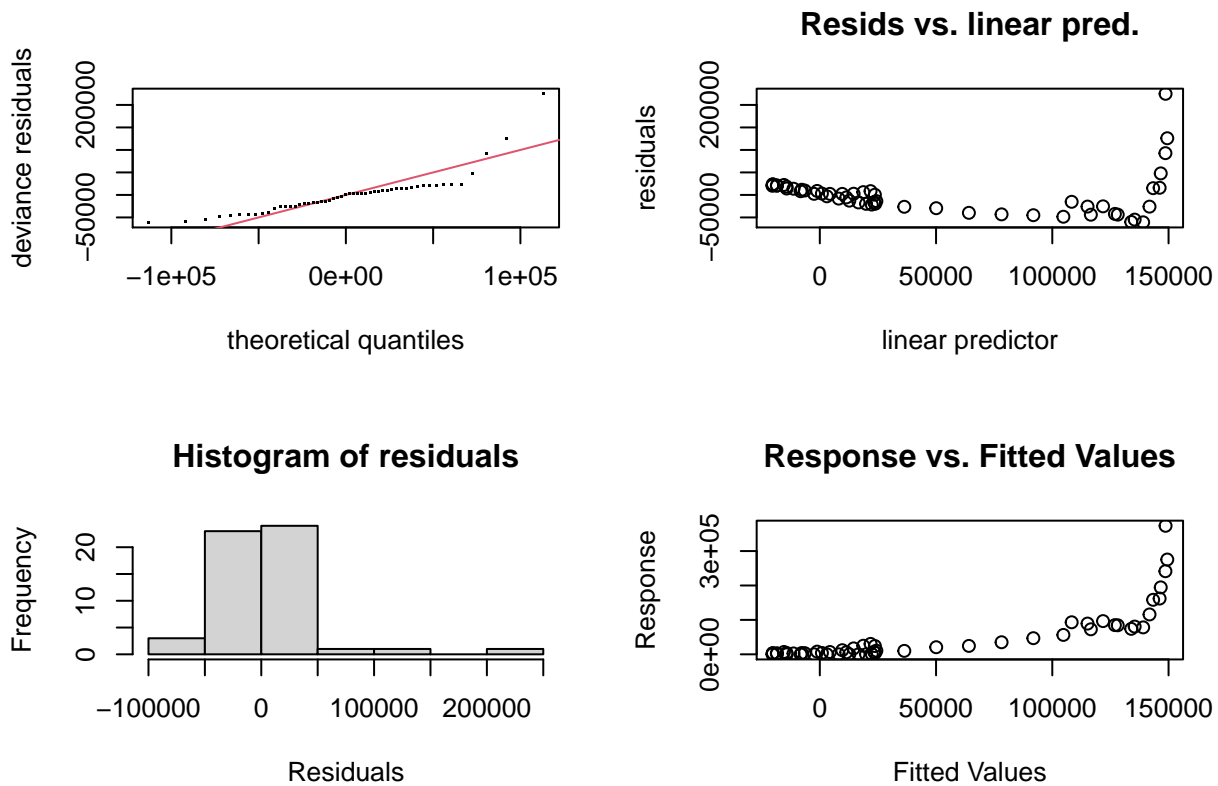 deviance residuals
−50000
200000
−1e+05
0e+00
1e+05
theoretical quantiles
Resids vs. linear pred.
residuals
−50000
200000
0
50000
100000
150000
linear predictor
Histogram of residuals
Frequency
0
10
20
−100000
0
100000
200000
Residuals
Response vs. Fitted Values
Response
0e+00
3e+05
0
50000
100000
150000
Fitted Values